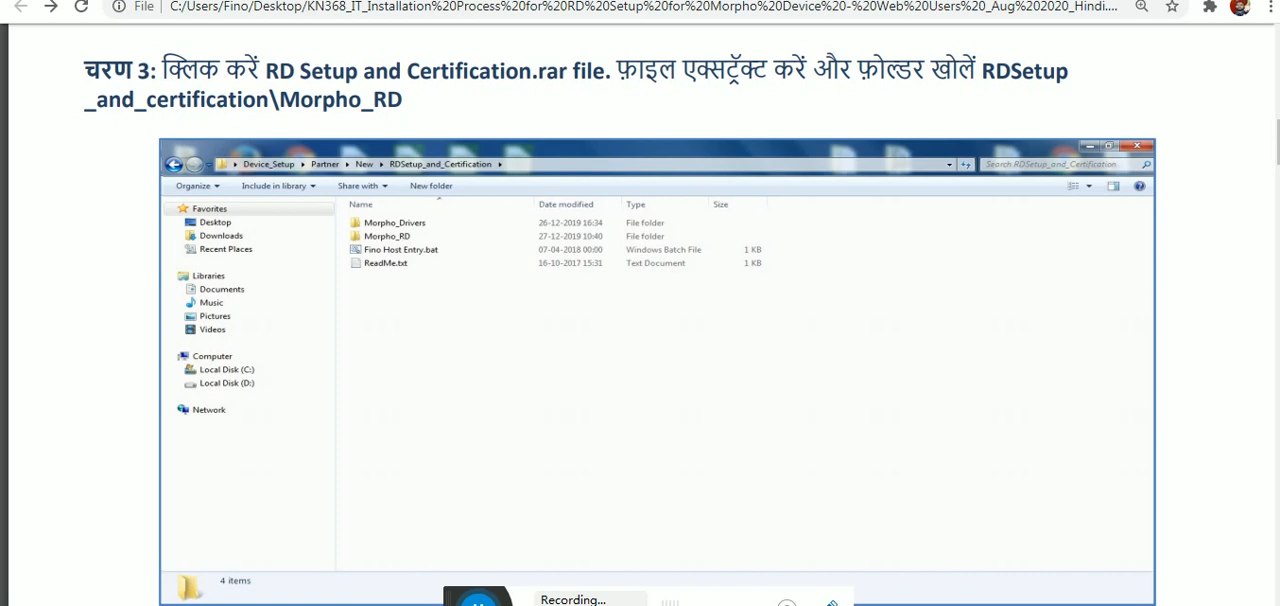 File C:/Users/Fino/Desktop/KN368_IT_Installation%20Process%20for%20RD%20Setup%20for%20Morpho%20Device%20-%20Web%20Users%20_Aug%202020_Hindi....
चरण 3: क्लिक करें RD Setup and Certification.rar file. फ़ाइल एक्सट्रॅक्ट करें और फ़ोल्डर खोलें RDSetup
_and_certification\Morpho_RD
Device_Setup Partner New RDSetup_and_Certification Search RDSetup_and_Certification
Organize Include in library Share with New folder
Name Date modified Type Size
Favorites
Desktop
Downloads
Recent Places
Libraries
Documents
Music
Pictures
Videos
Computer
Local Disk (C:)
Local Disk (D:)
Network
Morpho_Drivers 26-12-2019 16:34 File folder
Morpho_RD 27-12-2019 10:40 File folder
Fino Host Entry.bat 07-04-2018 00:00 Windows Batch File 1 KB
ReadMe.txt 16-10-2017 15:31 Text Document 1 KB
4 items
Recording...